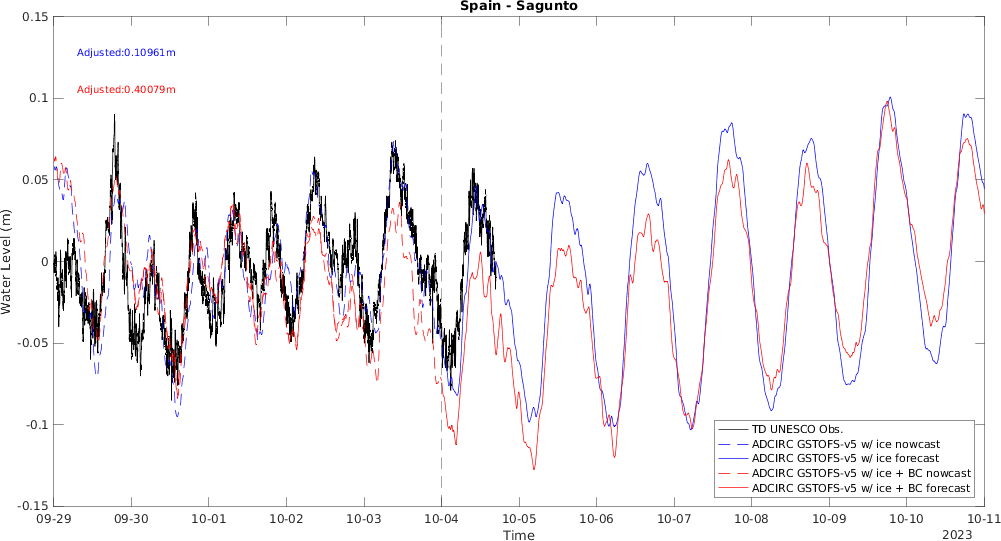 Spain - Sagunto
0.15
Adjusted:0.10961m
Adjusted:0.40079m
0.1
0.05
0
-0.05
-0.1
-0.15
Water Level (m)
TD UNESCO Obs.
ADCIRC GSTOFS-v5 w/ ice nowcast
ADCIRC GSTOFS-v5 w/ ice forecast
ADCIRC GSTOFS-v5 w/ ice + BC nowcast
ADCIRC GSTOFS-v5 w/ ice + BC forecast
09-29 09-30 10-01 10-02 10-03 10-04 10-05 10-06 10-07 10-08 10-09 10-10 10-11
Time
2023